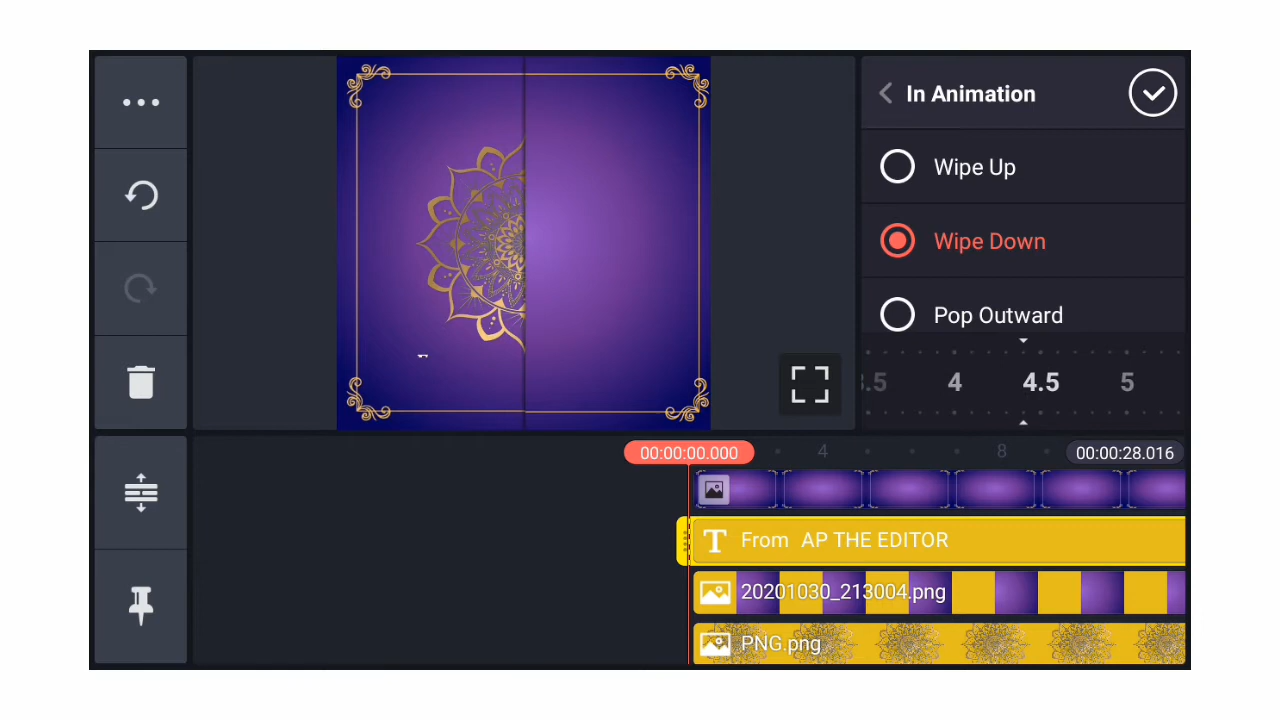 In Animation
Wipe Up
Wipe Down
Pop Outward
.5 4 4.5 5
00:00:00.000 4 8 00:00:28.016
From AP THE EDITOR
20201030_213004.png
PNG.png